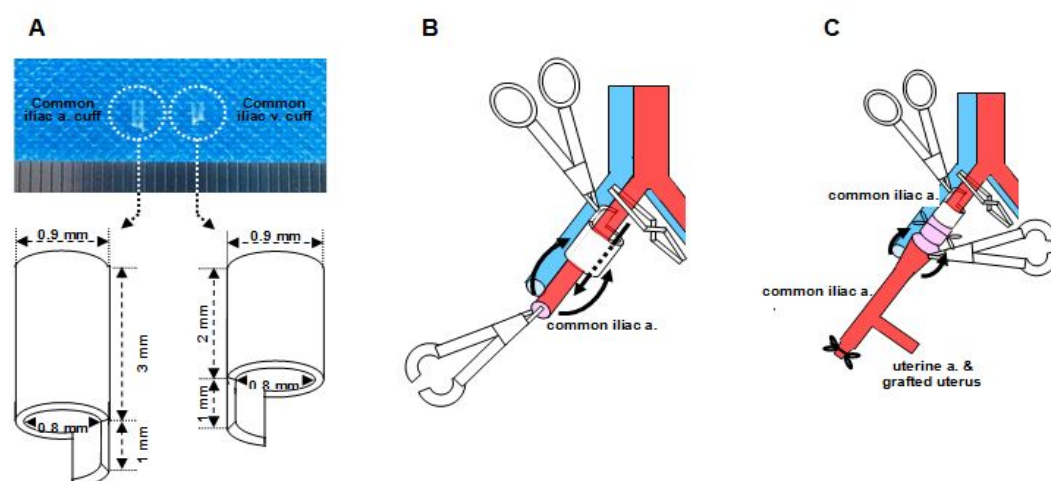 A
B
C
Common
iliac a. cuff
Common
iliac v. cuff
0.9 mm
0.9 mm
3 mm
2 mm
0.8 mm
0.8 mm
1 mm
1 mm
common iliac a.
common iliac a.
common iliac a.
uterine a. &
grafted uterus